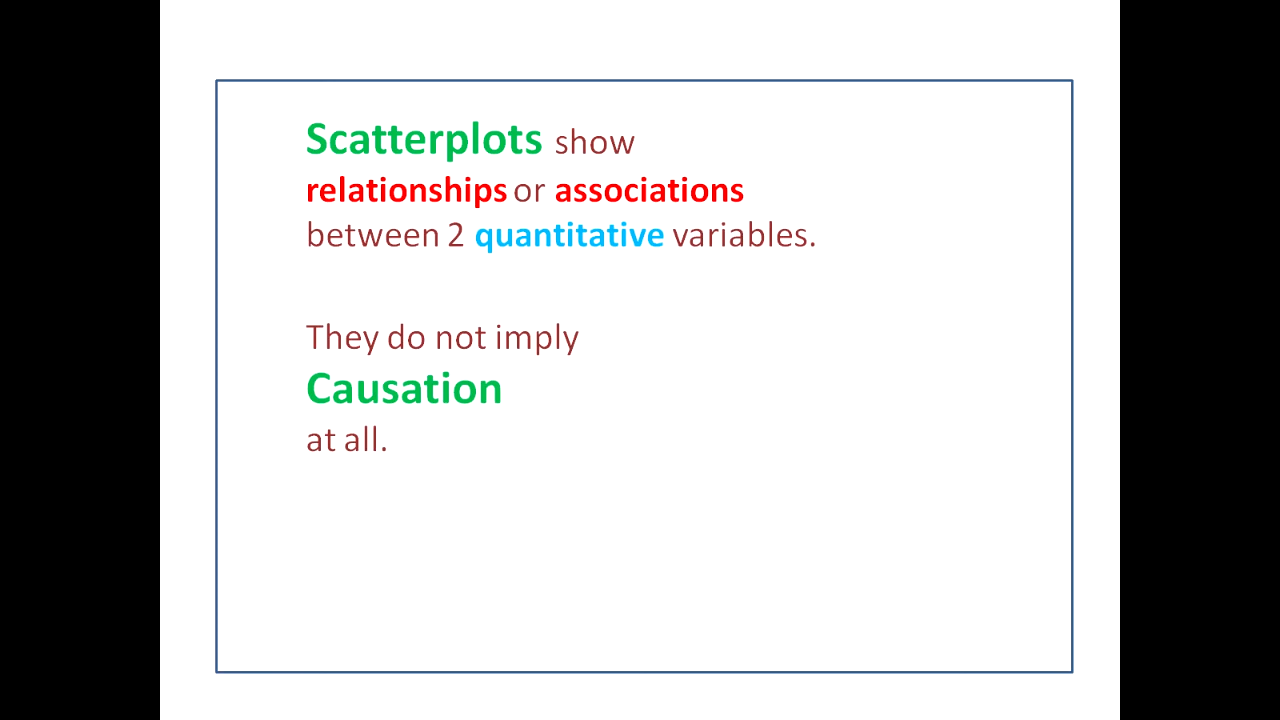 Scatterplots show
relationships or associations
between 2 quantitative variables.
They do not imply
Causation
at all.